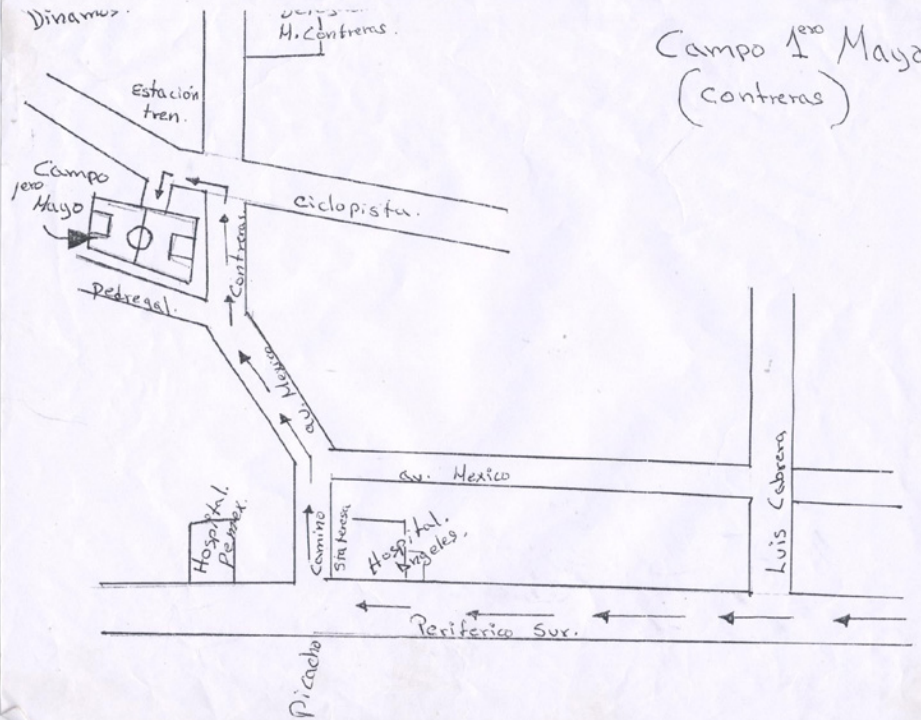 Dinamos.
M. Contreras.
Campo 1ero Mayo
(Contreras)
Estación
tren.
Campo
1ero
Mayo
ciclopista.
Contreras
Pedregal.
av. Mexico
av. Mexico
Luis Cabrera
Hospital.
Pemex.
Camino
Sta teresa
Hospital.
Angeles.
Periferico Sur.
Picacho